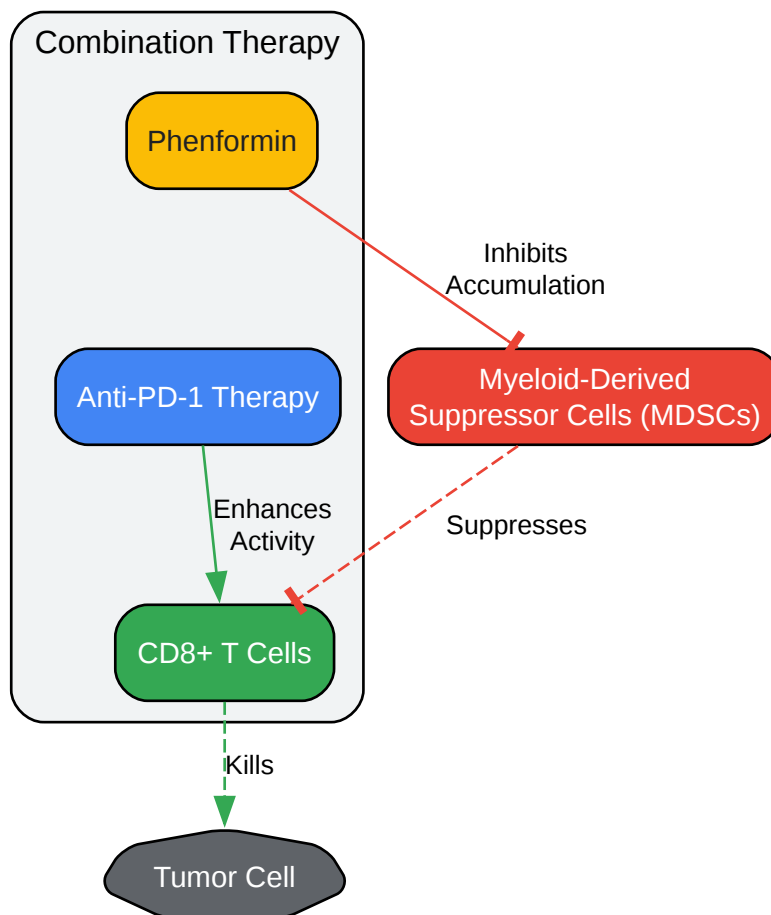 Combination Therapy
Phenformin
Inhibits
Accumulation
Anti-PD-1 Therapy
Myeloid-Derived
Suppressor Cells (MDSCs)
Enhances
Activity
Suppresses
CD8+ T Cells
Kills
Tumor Cell